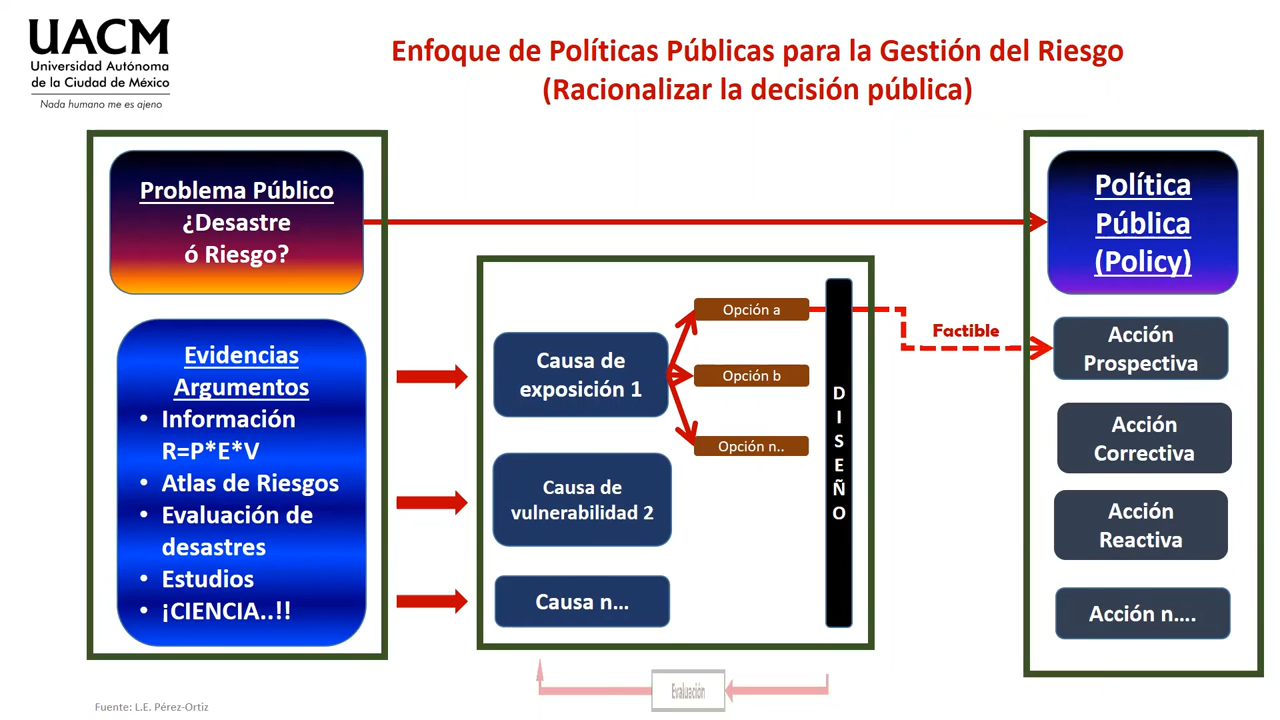 UACM
Universidad Autónoma
de la Ciudad de México
Nada humano me es ajeno
Enfoque de Políticas Públicas para la Gestión del Riesgo
(Racionalizar la decisión pública)
Problema Público
¿Desastre
ó Riesgo?
Evidencias
Argumentos
• Información
R=P*E*V
• Atlas de Riesgos
• Evaluación de
desastres
• Estudios
• ¡CIENCIA..!!
Causa de
exposición 1
Causa de
vulnerabilidad 2
Causa n...
Opción a
Opción b
Opción n..
DISEÑO
Factible
Política
Pública
(Policy)
Acción
Prospectiva
Acción
Correctiva
Acción
Reactiva
Acción n....
Evaluación
Fuente: L.E. Pérez-Ortiz